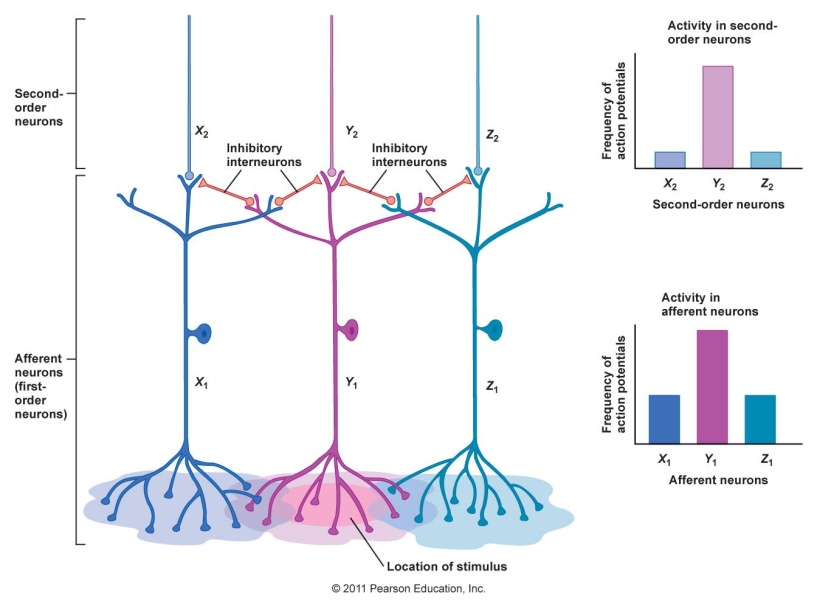 Second-
order
neurons
X2
Inhibitory
interneurons
Y2
Inhibitory
interneurons
Z2
Afferent
neurons
(first-
order
neurons)
X1
Y1
Z1
Location of stimulus
Activity in second-
order neurons
Frequency of
action potentials
X2 Y2 Z2
Second-order neurons
Activity in
afferent neurons
Frequency of
action potentials
X1 Y1 Z1
Afferent neurons
© 2011 Pearson Education, Inc.